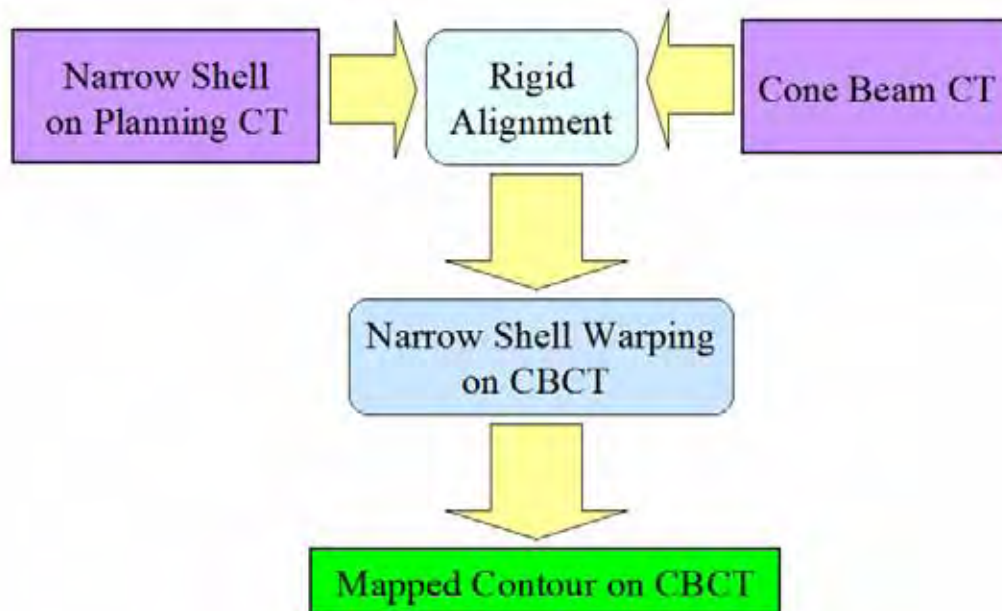 Narrow Shell
on Planning CT
Rigid
Alignment
Cone Beam CT
Narrow Shell Warping
on CBCT
Mapped Contour on CBCT